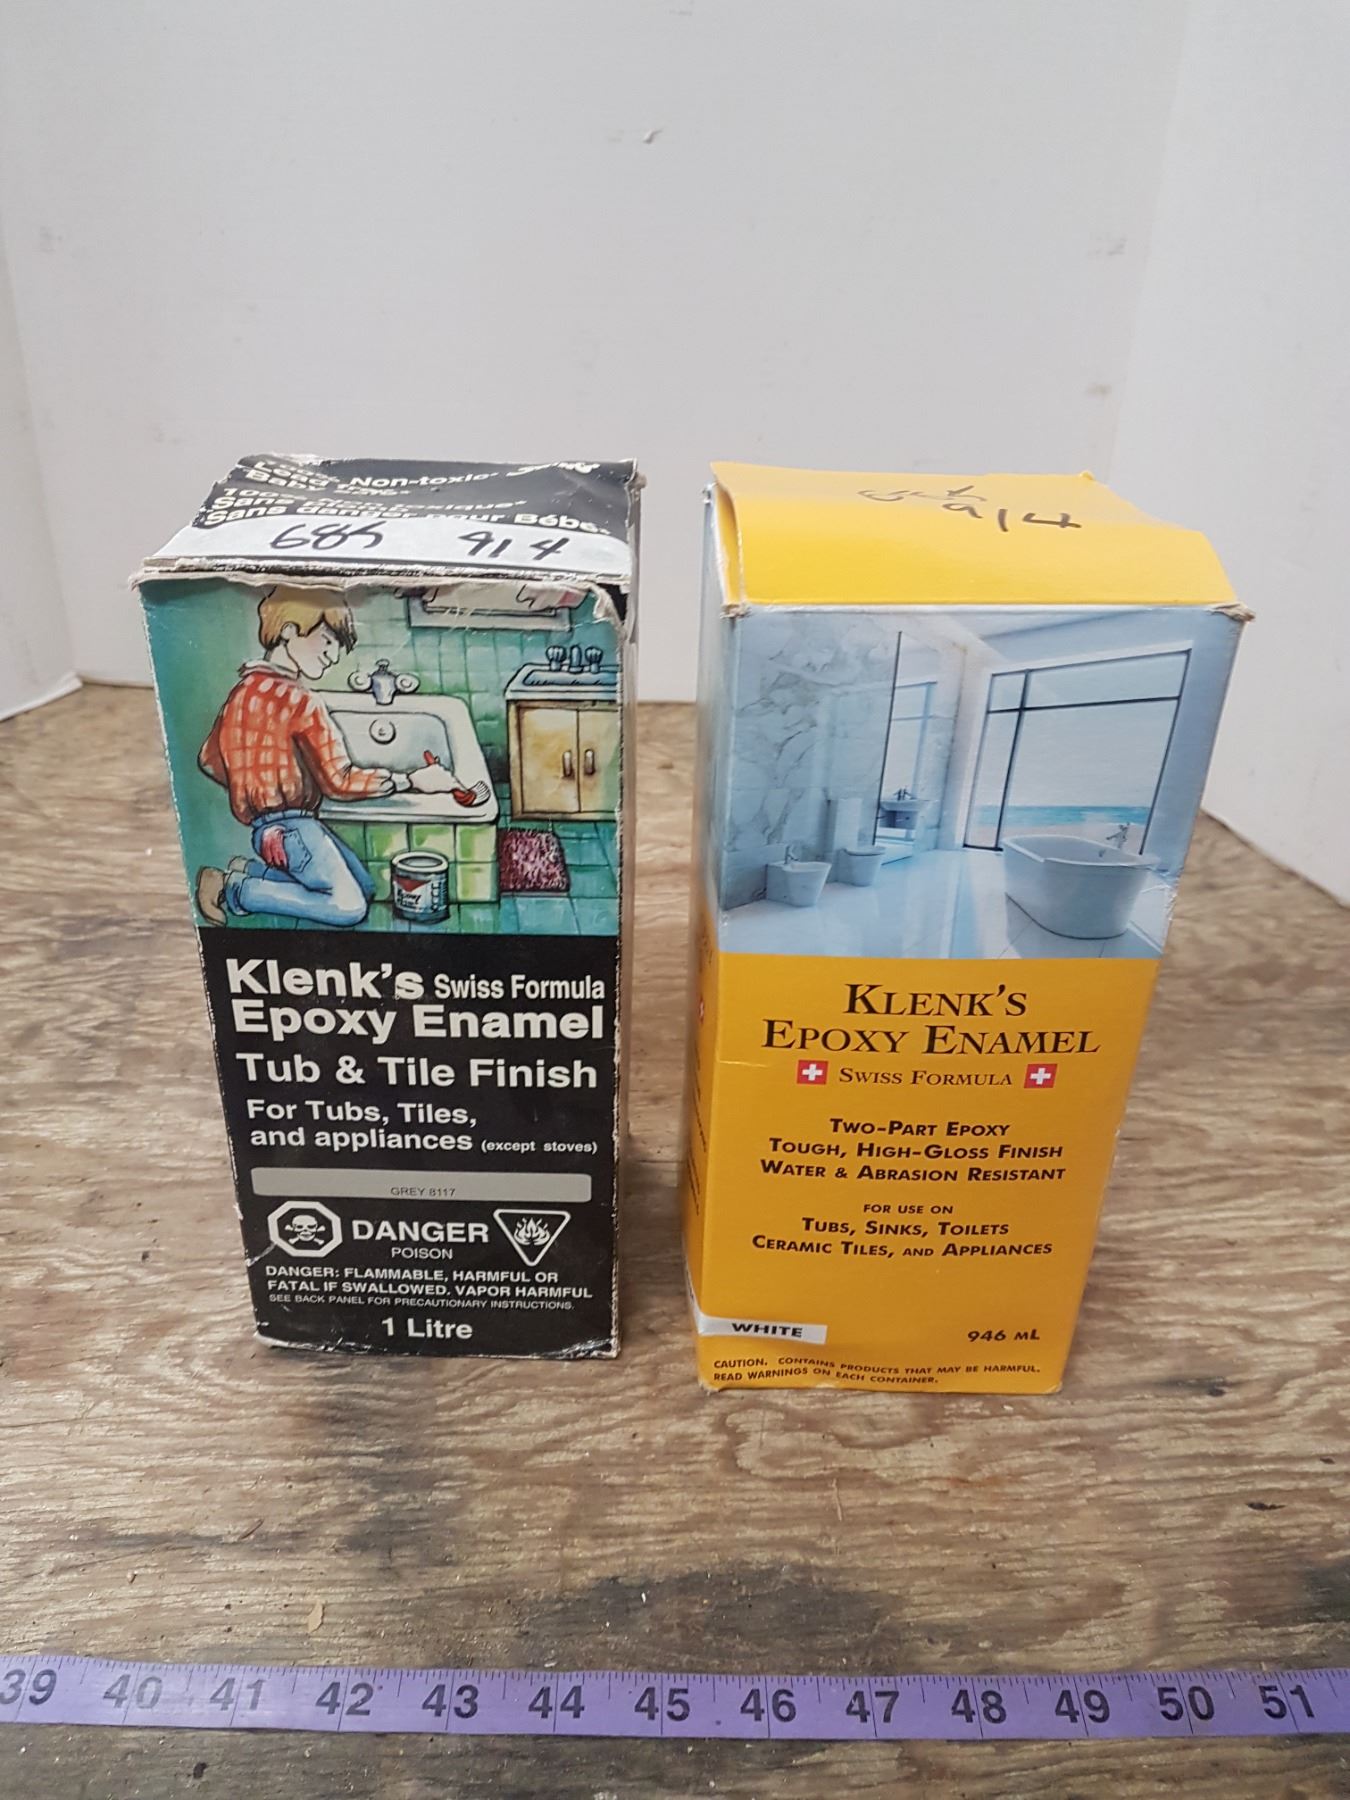 Lead- Non-toxic-
Baby
Sans
Sans danger pour Bébé-
685 914
Klenk's Swiss Formula
Epoxy Enamel
Tub & Tile Finish
For Tubs, Tiles,
and appliances (except stoves)
GREY 8117
DANGER
POISON
DANGER: FLAMMABLE, HARMFUL OR
FATAL IF SWALLOWED. VAPOR HARMFUL
SEE BACK PANEL FOR PRECAUTIONARY INSTRUCTIONS.
1 Litre
914
KLENK'S
EPOXY ENAMEL
SWISS FORMULA
TWO-PART EPOXY
TOUGH, HIGH-GLOSS FINISH
WATER & ABRASION RESISTANT
FOR USE ON
TUBS, SINKS, TOILETS
CERAMIC TILES, AND APPLIANCES
WHITE
946 mL
CAUTION. CONTAINS PRODUCTS THAT MAY BE HARMFUL.
READ WARNINGS ON EACH CONTAINER.
39 40 41 42 43 44 45 46 47 48 49 50 51